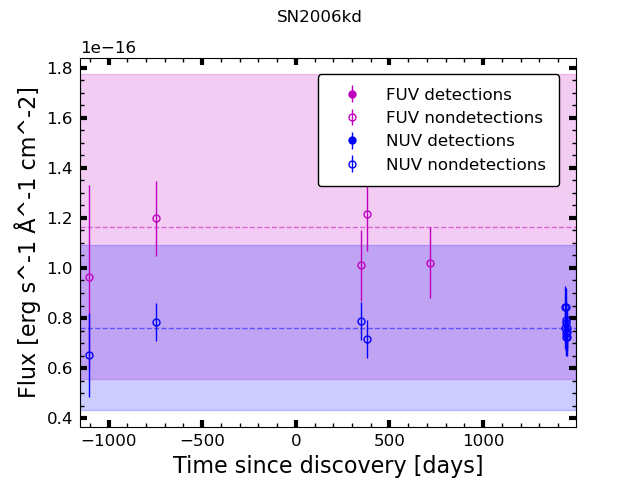 SN2006kd
1e−16
1.8
1.6
1.4
1.2
1.0
0.8
0.6
0.4
Flux [erg s^-1 Å^-1 cm^-2]
FUV detections
FUV nondetections
NUV detections
NUV nondetections
−1000 −500 0 500 1000
Time since discovery [days]